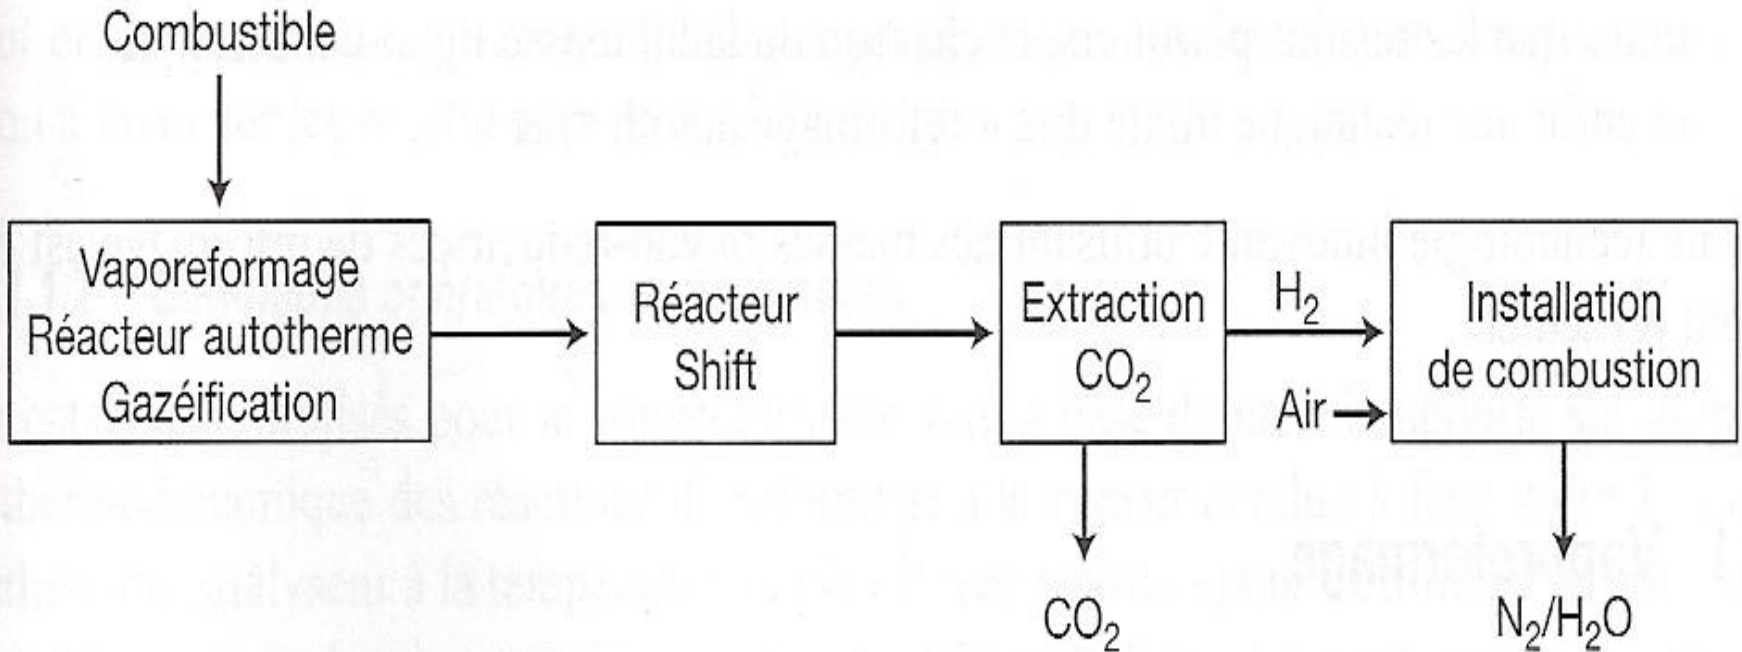 Combustible
Vaporeformage
Réacteur autotherme
Gazéification
Réacteur
Shift
Extraction
CO₂
H₂
Air
Installation
de combustion
CO₂
N₂/H₂O